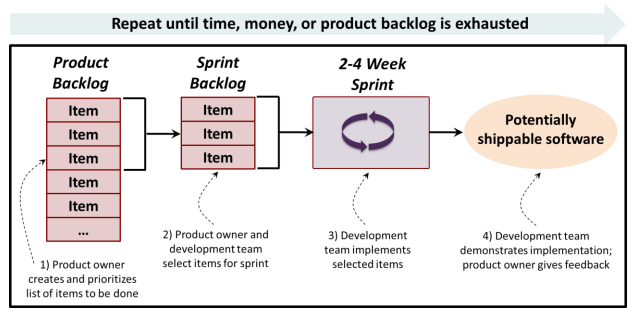 Repeat until time, money, or product backlog is exhausted
Product
Backlog
Item
Item
Item
Item
Item
...
1) Product owner
creates and prioritizes
list of items to be done
Sprint
Backlog
Item
Item
Item
2) Product owner and
development team
select items for sprint
2-4 Week
Sprint
3) Development
team implements
selected items
Potentially
shippable software
4) Development team
demonstrates implementation;
product owner gives feedback